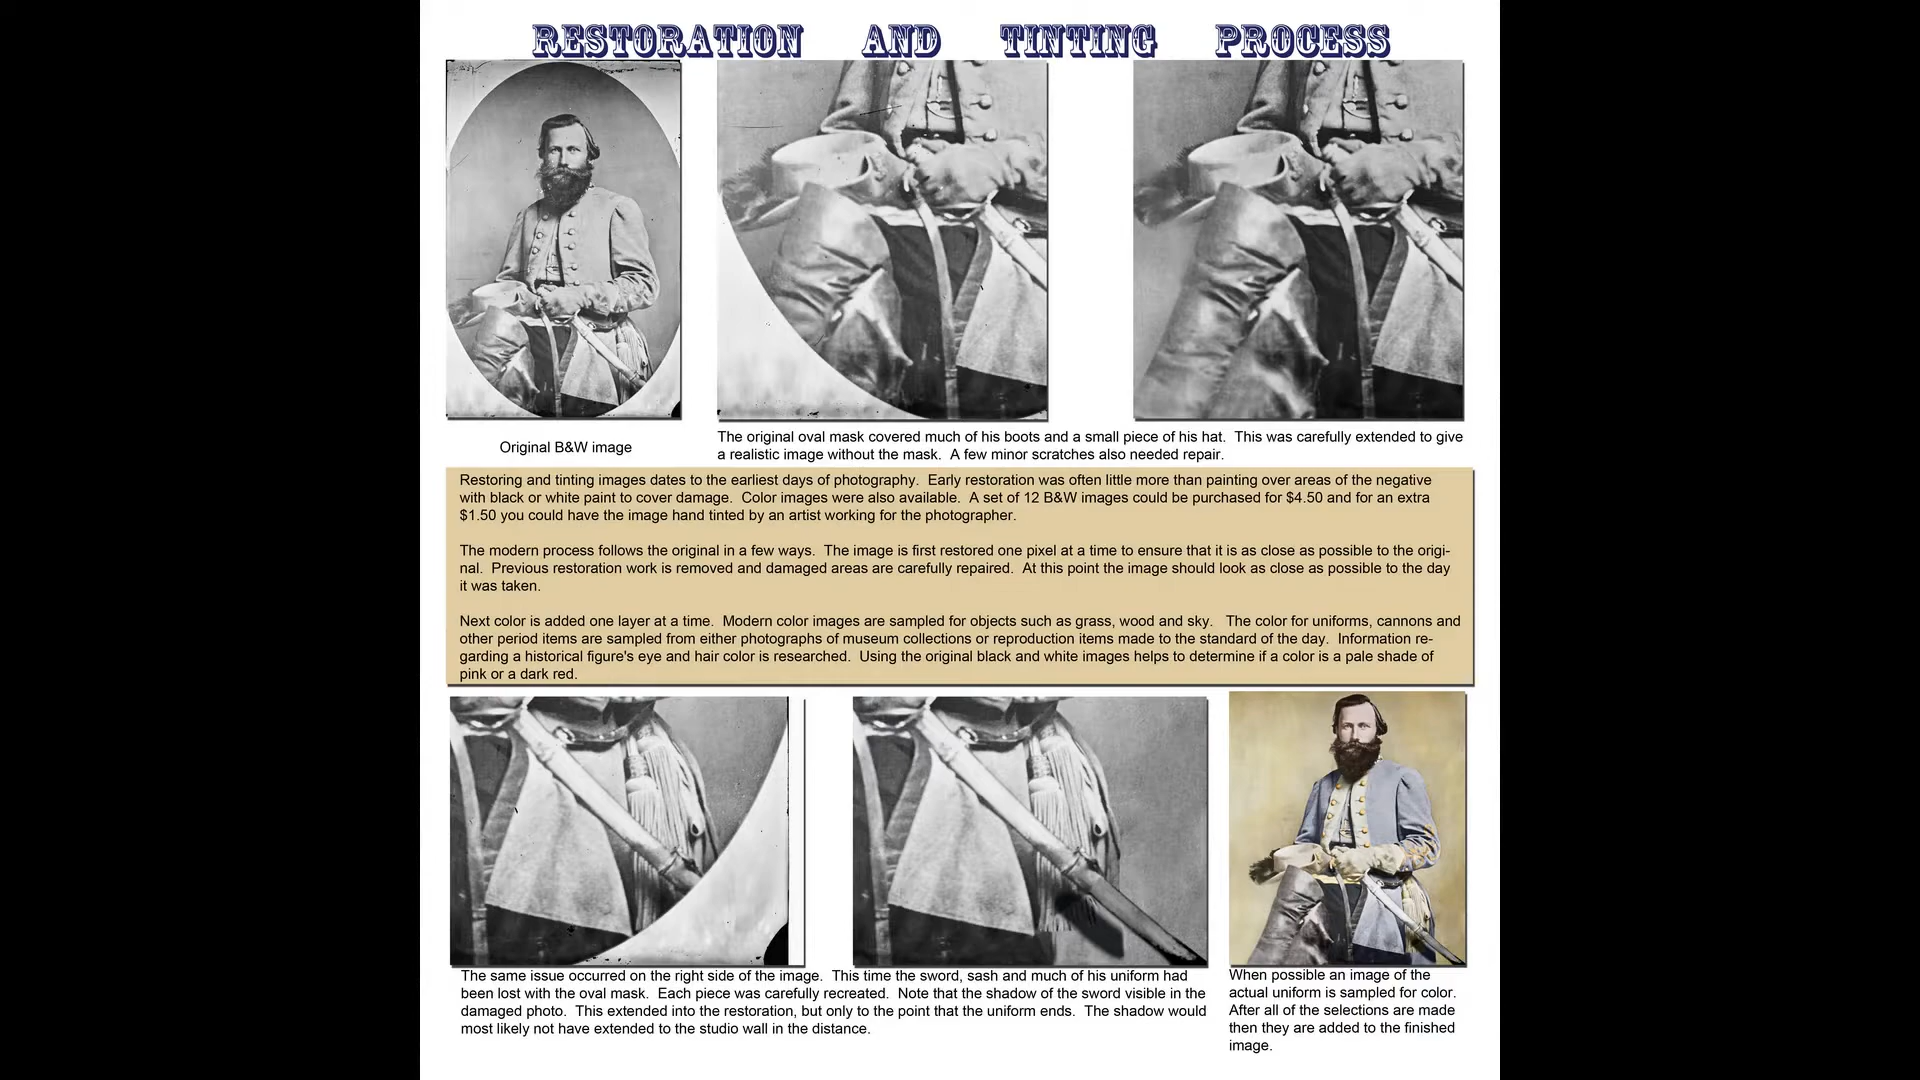 RESTORATION AND TINTING PROCESS
Original B&W image
The original oval mask covered much of his boots and a small piece of his hat.  This was carefully extended to give
a realistic image without the mask.  A few minor scratches also needed repair.
Restoring and tinting images dates to the earliest days of photography.  Early restoration was often little more than painting over areas of the negative
with black or white paint to cover damage.  Color images were also available.  A set of 12 B&W images could be purchased for $4.50 and for an extra
$1.50 you could have the image hand tinted by an artist working for the photographer.
The modern process follows the original in a few ways.  The image is first restored one pixel at a time to ensure that it is as close as possible to the origi-
nal.  Previous restoration work is removed and damaged areas are carefully repaired.  At this point the image should look as close as possible to the day
it was taken.
Next color is added one layer at a time.  Modern color images are sampled for objects such as grass, wood and sky.   The color for uniforms, cannons and
other period items are sampled from either photographs of museum collections or reproduction items made to the standard of the day.  Information re-
garding a historical figure's eye and hair color is researched.  Using the original black and white images helps to determine if a color is a pale shade of
pink or a dark red.
The same issue occurred on the right side of the image.  This time the sword, sash and much of his uniform had
been lost with the oval mask.  Each piece was carefully recreated.  Note that the shadow of the sword visible in the
damaged photo.  This extended into the restoration, but only to the point that the uniform ends.  The shadow would
most likely not have extended to the studio wall in the distance.
When possible an image of the
actual uniform is sampled for color.
After all of the selections are made
then they are added to the finished
image.